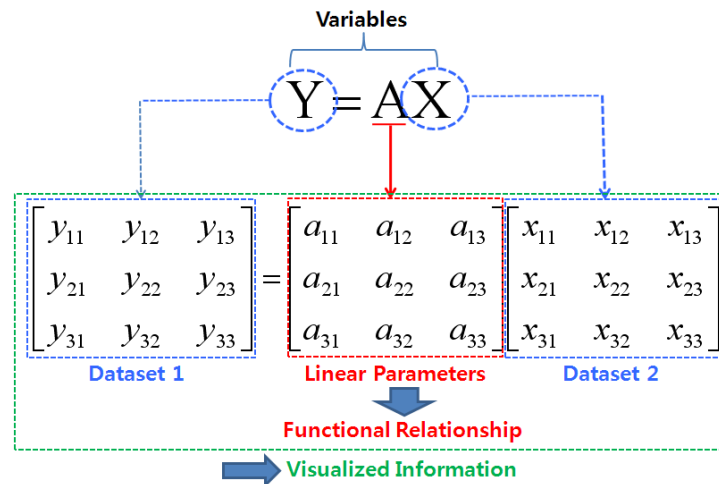 Variables
Y = AX
y₁₁ y₁₂ y₁₃ a₁₁ a₁₂ a₁₃ x₁₁ x₁₂ x₁₃
y₂₁ y₂₂ y₂₃ = a₂₁ a₂₂ a₂₃ x₂₁ x₂₂ x₂₃
y₃₁ y₃₂ y₃₃ a₃₁ a₃₂ a₃₃ x₃₁ x₃₂ x₃₃
Dataset 1 Linear Parameters Dataset 2
Functional Relationship
Visualized Information